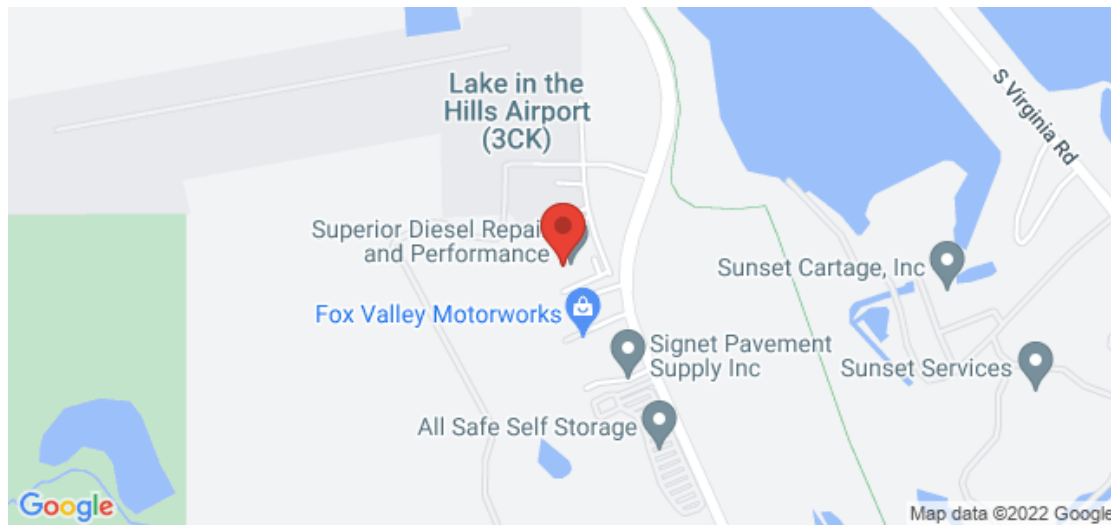 Lake in the
Hills Airport
(3CK)
S Virginia Rd
Superior Diesel Repair
and Performance
Sunset Cartage, Inc
Fox Valley Motorworks
Signet Pavement
Supply Inc
Sunset Services
All Safe Self Storage
Google
Map data ©2022 Google